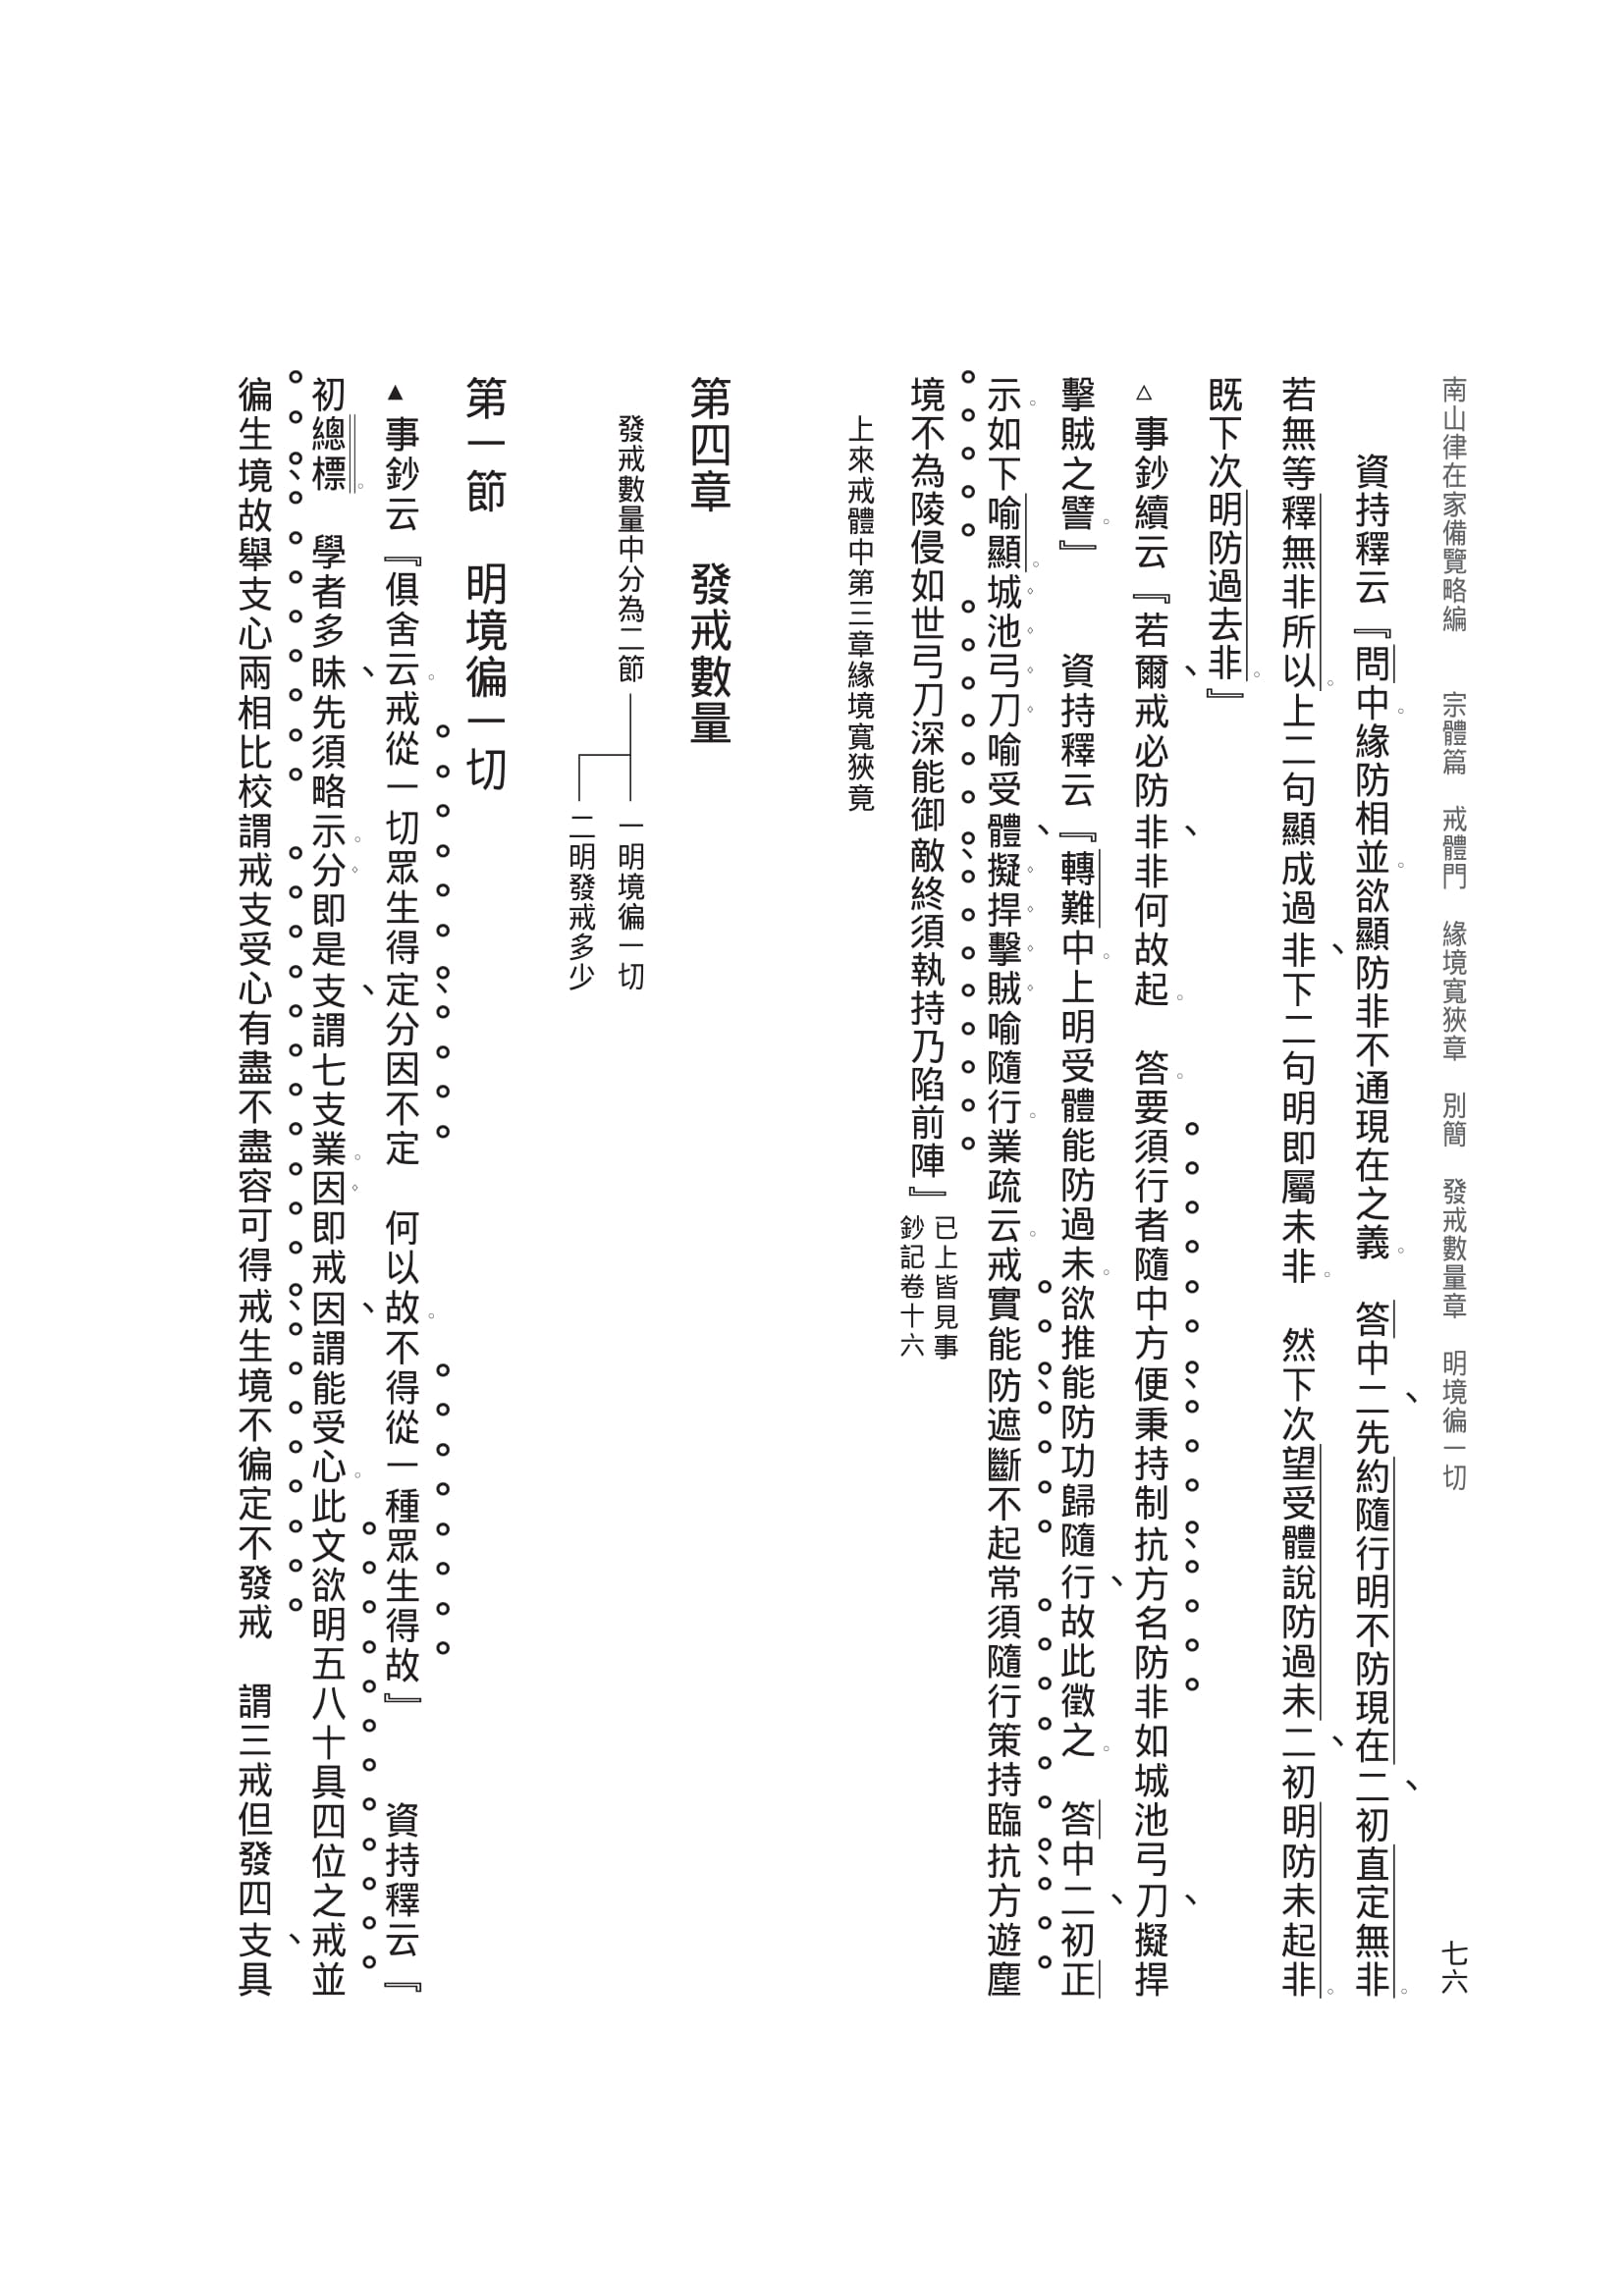 南山律在家備覽略編　宗體篇　戒體門　緣境寬狹章　別簡　發戒數量章　明境徧一切　七六
資持釋云『問中緣防相並欲顯防非不通現在之義　答中二先約隨行明不防現在二初直定無非
若無等釋無非所以上二句顯成過非下二句明即屬未非　然下次望受體說防過未二初明防未起非
既下次明防過去非』
△事鈔續云『若爾戒必防非非何故起　答要須行者隨中方便秉持制抗方名防非如城池弓刀擬捍
擊賊之譬』　資持釋云『轉難中上明受體能防過未欲推能防功歸隨行故此徵之　答中二初正
示如下喻顯城池弓刀喻受體擬捍擊賊喻隨行業疏云戒實能防遮斷不起常須隨行策持臨抗方遊塵
境不為陵侵如世弓刀深能御敵終須執持乃陷前陣』已上皆見事鈔記卷十六
上來戒體中第三章緣境寬狹竟
第四章　發戒數量
發戒數量中分為二節
一明境徧一切
二明發戒多少
第一節　明境徧一切
▲事鈔云『俱舍云戒從一切眾生得定分因不定　何以故不得從一種眾生得故』　資持釋云『
初總標　學者多昧先須略示分即是支謂七支業因即戒因謂能受心此文欲明五八十具四位之戒並
徧生境故舉支心兩相比校謂戒支受心有盡不盡容可得戒生境不徧定不發戒　謂三戒但發四支具